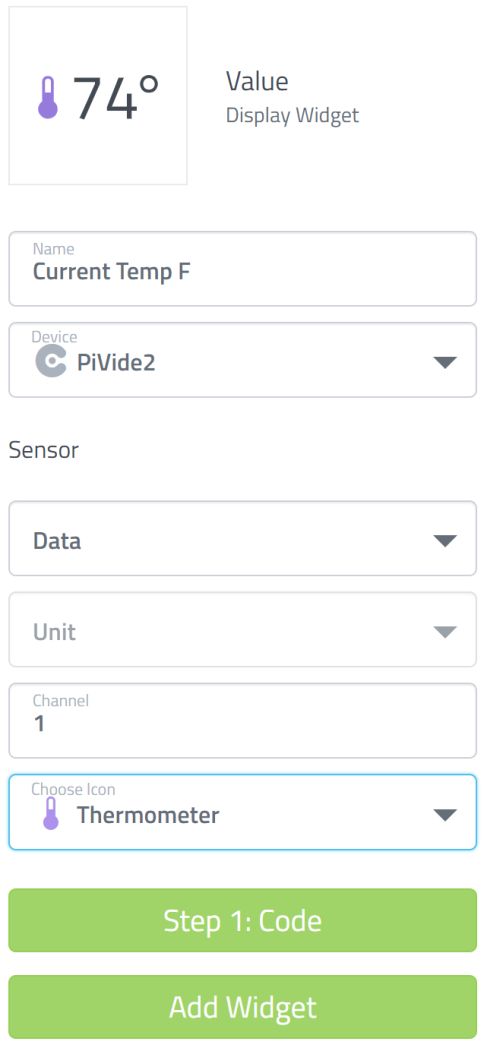 74°
Value
Display Widget
Name
Current Temp F
Device
PiVide2
Sensor
Data
Unit
Channel
1
Choose Icon
Thermometer
Step 1: Code
Add Widget